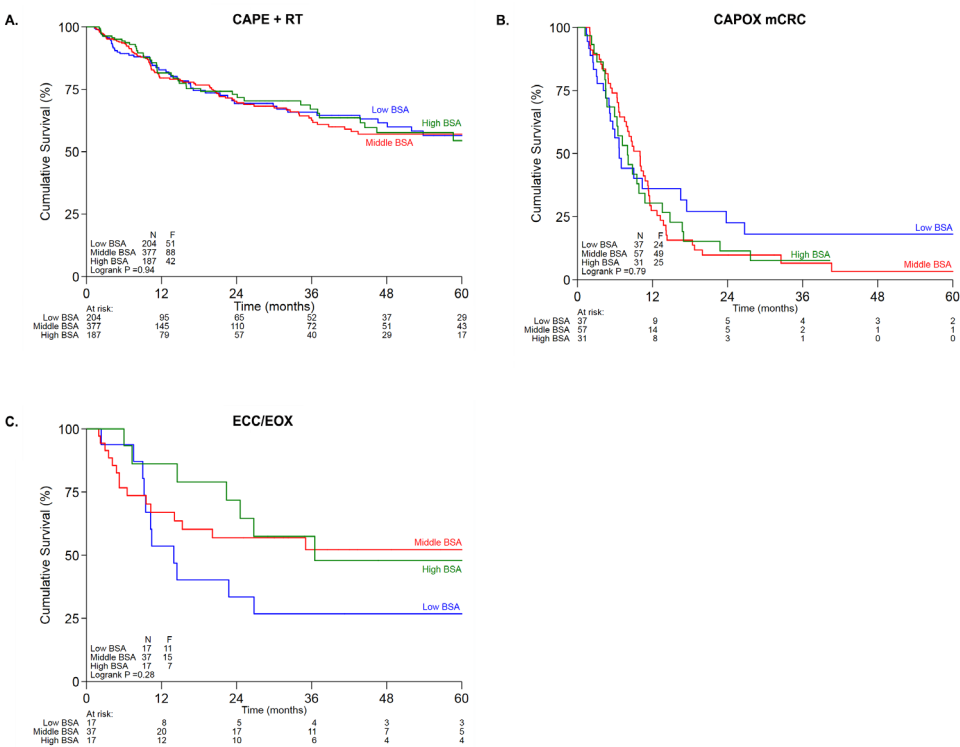 A.
CAPE + RT
Cumulative Survival (%)
100
75
50
25
0
Low BSA
High BSA
Middle BSA
N F
Low BSA 204 51
Middle BSA 377 88
High BSA 187 42
Logrank P =0.94
0 12 24 36 48 60
Time (months)
At risk:
Low BSA 204 95 65 52 37 29
Middle BSA 377 145 110 72 51 43
High BSA 187 79 57 40 29 17
B.
CAPOX mCRC
Cumulative Survival (%)
100
75
50
25
0
Low BSA
High BSA
Middle BSA
N F
Low BSA 37 24
Middle BSA 57 49
High BSA 31 25
Logrank P =0.79
0 12 24 36 48 60
Time (months)
At risk:
Low BSA 37 9 5 4 3 2
Middle BSA 57 14 5 2 1 1
High BSA 31 8 3 1 0 0
C.
ECC/EOX
Cumulative Survival (%)
100
75
50
25
0
Middle BSA
High BSA
Low BSA
N F
Low BSA 17 11
Middle BSA 37 15
High BSA 17 7
Logrank P =0.28
0 12 24 36 48 60
Time (months)
At risk:
Low BSA 17 8 5 4 3 3
Middle BSA 37 20 17 11 7 5
High BSA 17 12 10 6 4 4